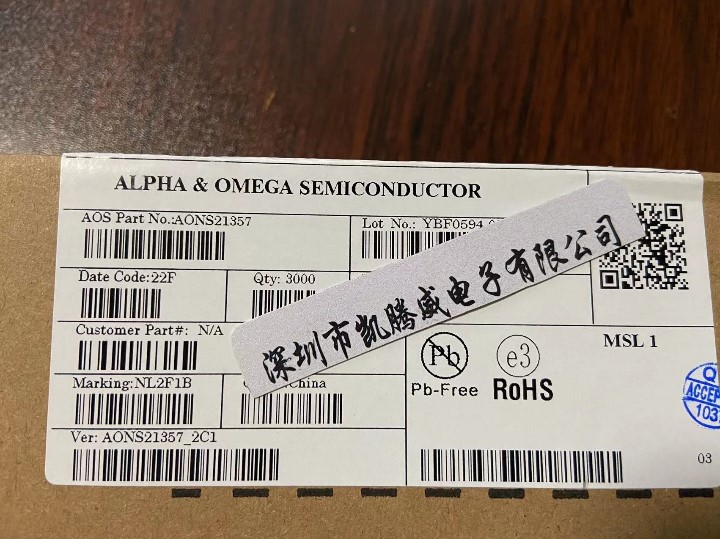 ALPHA & OMEGA SEMICONDUCTOR
AOS Part No.:AONS21357
Lot No.: YBF0594
Date Code:22F
Qty: 3000
Customer Part#: N/A
深圳市凯腾威电子有限公司
MSL 1
Pb
e3
Pb-Free
RoHS
Marking:NL2F1B
China
Ver: AONS21357_2C1
03